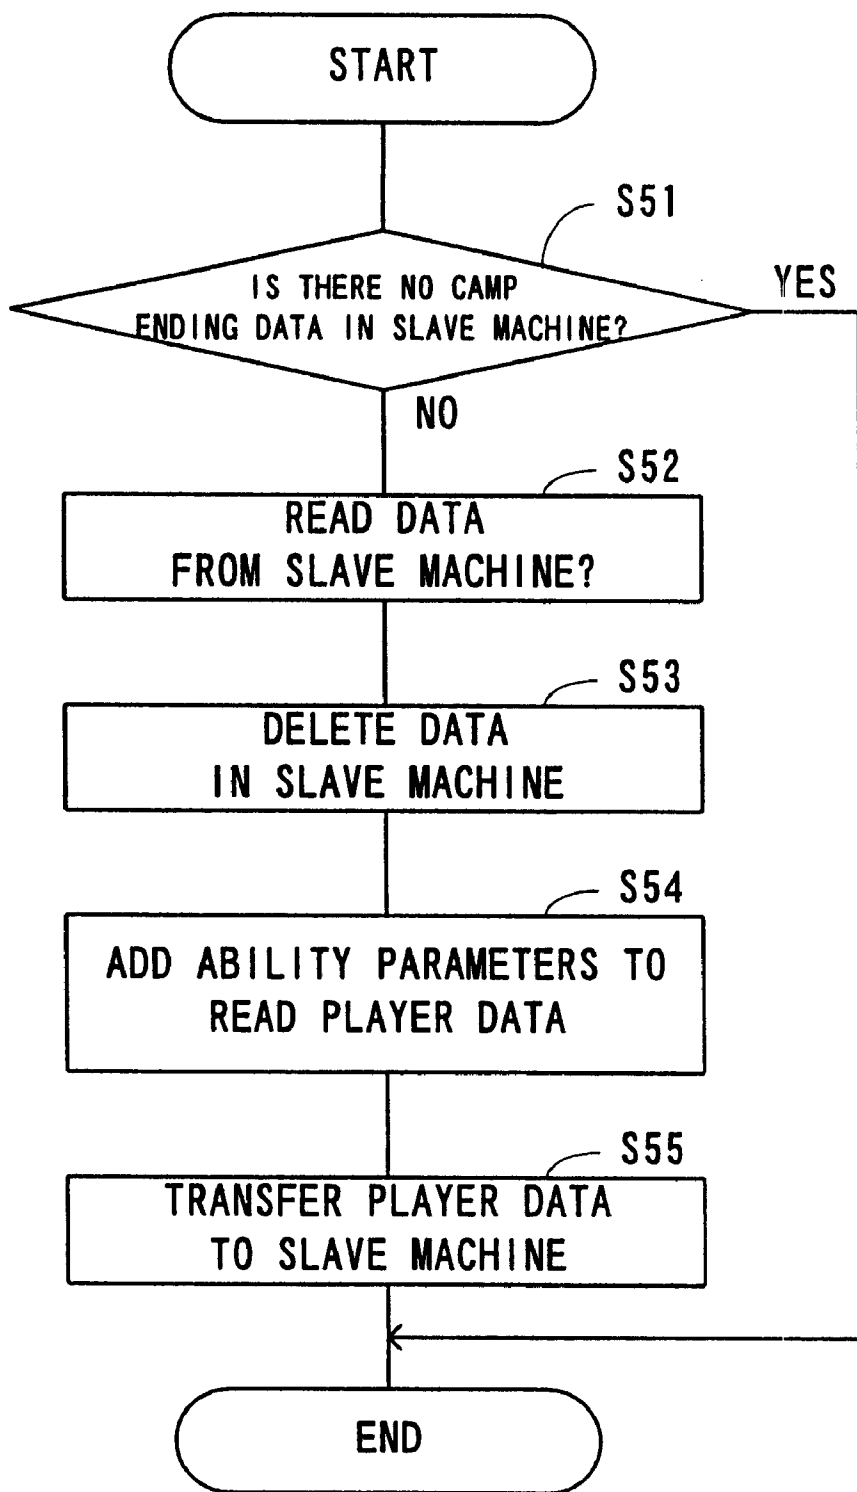 START
S51
IS THERE NO CAMP
ENDING DATA IN SLAVE MACHINE?
YES
NO
S52
READ DATA
FROM SLAVE MACHINE?
S53
DELETE DATA
IN SLAVE MACHINE
S54
ADD ABILITY PARAMETERS TO
READ PLAYER DATA
S55
TRANSFER PLAYER DATA
TO SLAVE MACHINE
END